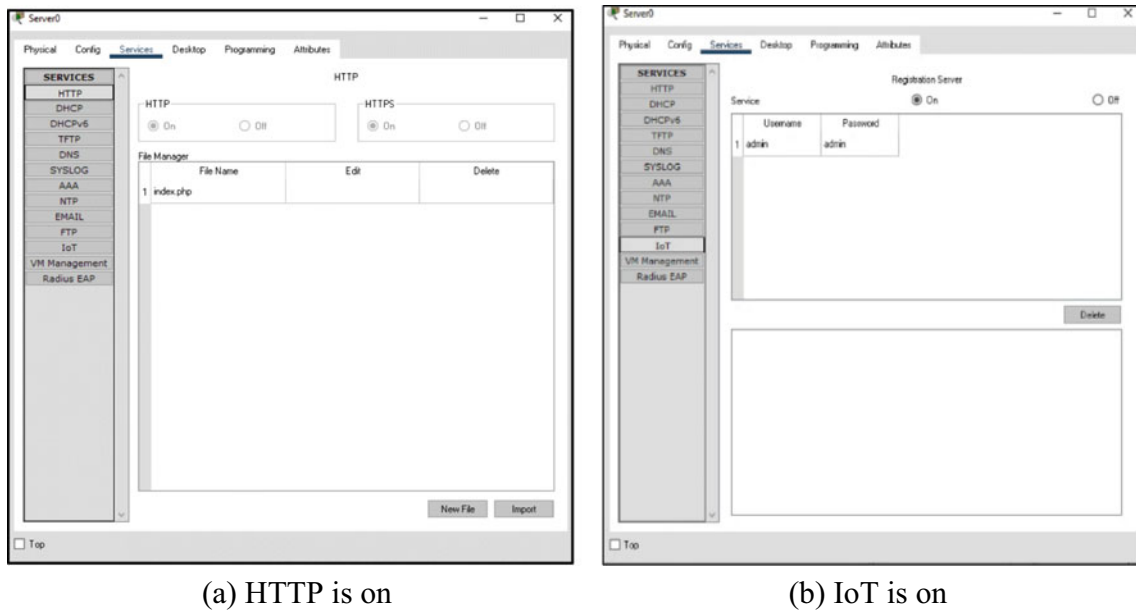 Server0
Physical Config Services Desktop Programming Attributes
SERVICES
HTTP
DHCP
DHCPv6
TFTP
DNS
SYSLOG
AAA
NTP
EMAIL
FTP
IoT
VM Management
Radius EAP
HTTP
HTTP
On Off
HTTPS
On Off
File Manager
File Name Edit Delete
1 index.php
New File Import
Top
(a) HTTP is on
Server0
Physical Config Services Desktop Programming Attributes
SERVICES
HTTP
DHCP
DHCPv6
TFTP
DNS
SYSLOG
AAA
NTP
EMAIL
FTP
IoT
VM Management
Radius EAP
Registration Server
Service On Off
Username Password
1 admin admin
Delete
Top
(b) IoT is on